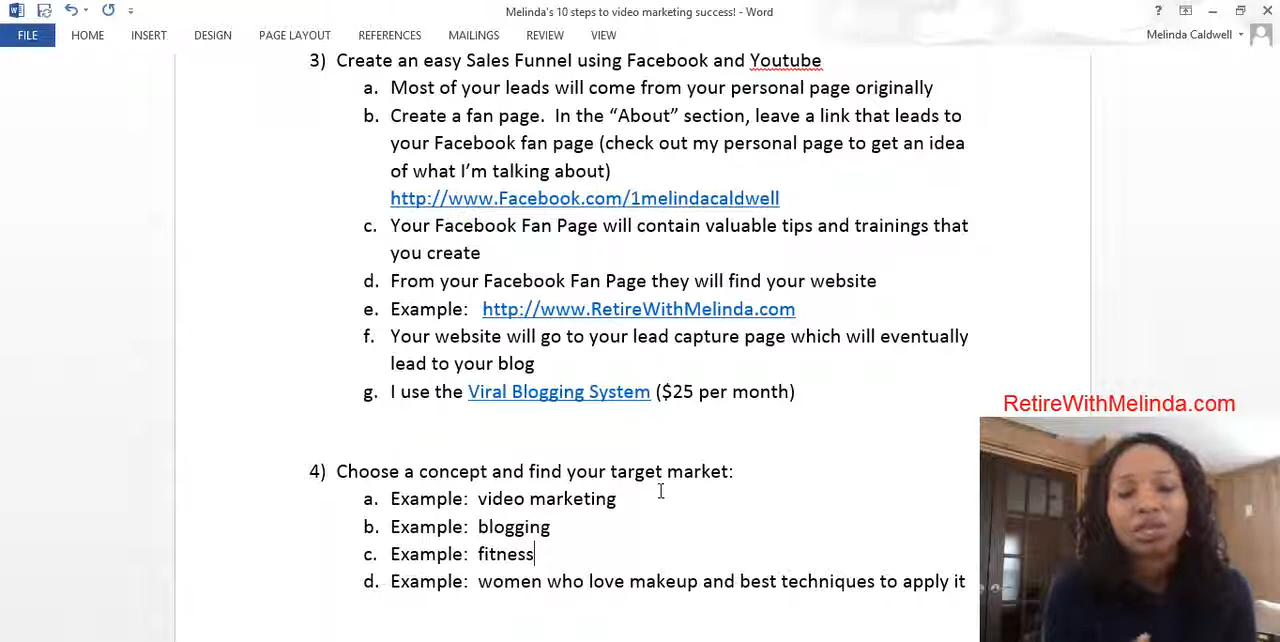 Melinda's 10 steps to video marketing success! - Word
?
FILE HOME INSERT DESIGN PAGE LAYOUT REFERENCES MAILINGS REVIEW VIEW Melinda Caldwell
3) Create an easy Sales Funnel using Facebook and Youtube
a. Most of your leads will come from your personal page originally
b. Create a fan page. In the “About” section, leave a link that leads to
your Facebook fan page (check out my personal page to get an idea
of what I’m talking about)
http://www.Facebook.com/1melindacaldwell
c. Your Facebook Fan Page will contain valuable tips and trainings that
you create
d. From your Facebook Fan Page they will find your website
e. Example: http://www.RetireWithMelinda.com
f. Your website will go to your lead capture page which will eventually
lead to your blog
g. I use the Viral Blogging System ($25 per month)
RetireWithMelinda.com
4) Choose a concept and find your target market:
a. Example: video marketing
b. Example: blogging
c. Example: fitness
d. Example: women who love makeup and best techniques to apply it